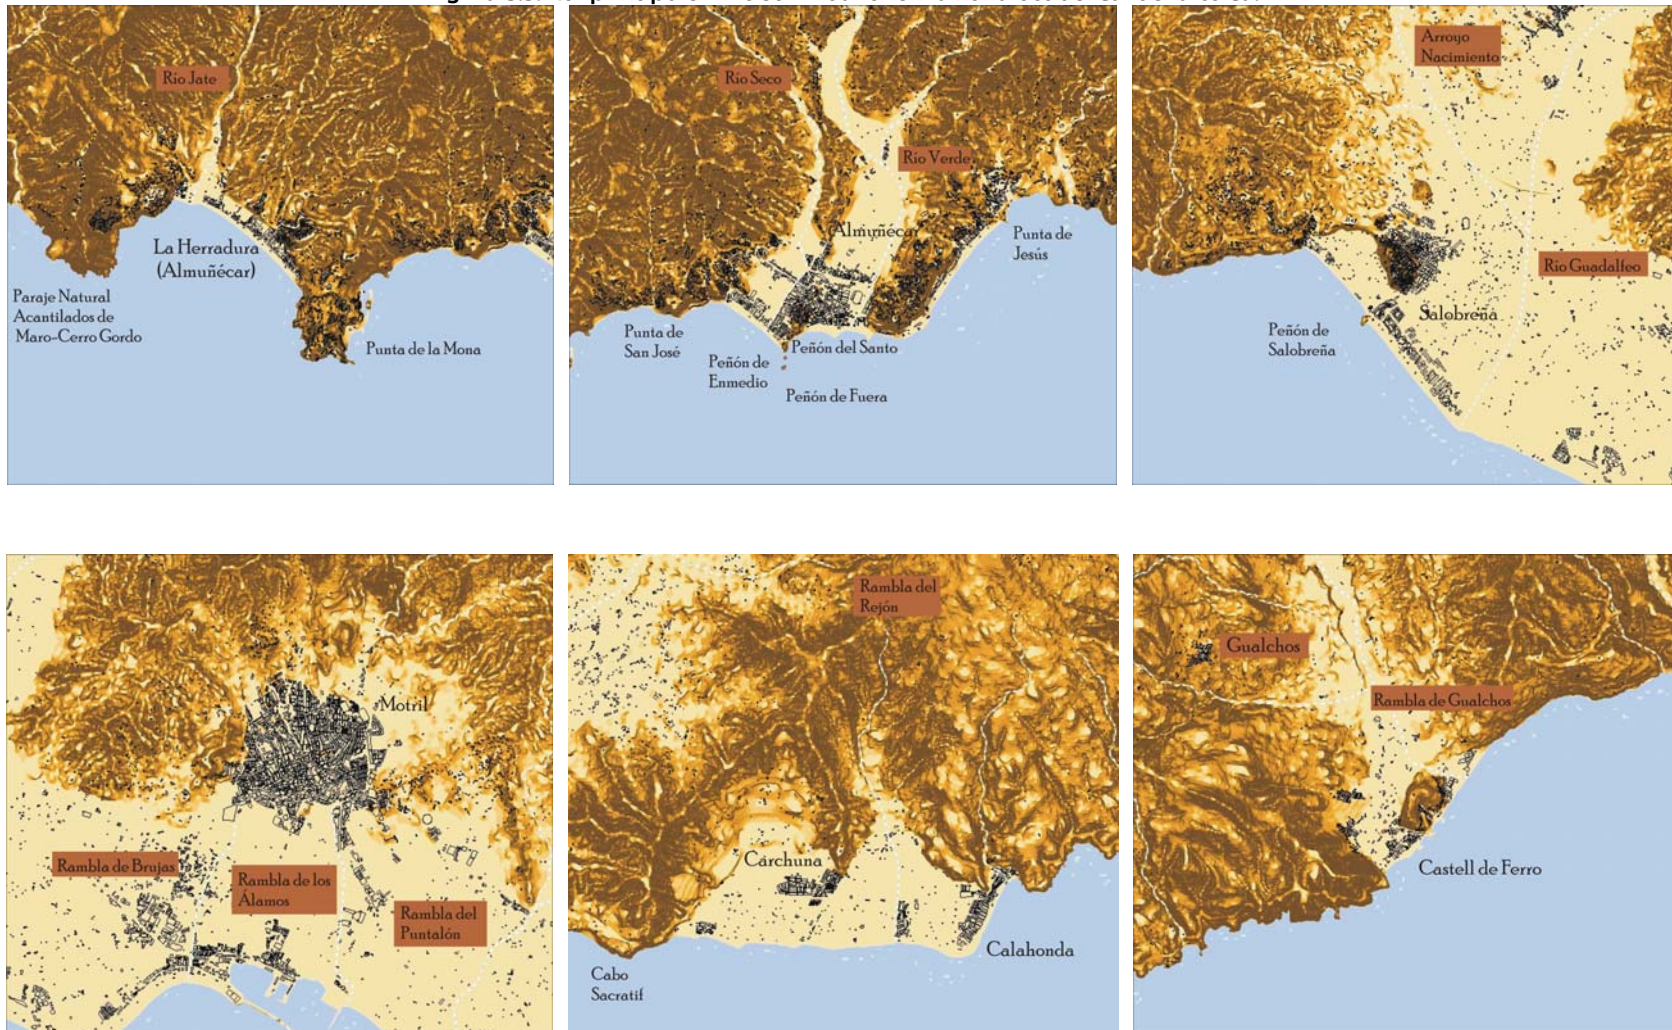 Río Jate
La Herradura
(Almuñécar)
Paraje Natural
Acantilados de
Maro-Cerro Gordo
Punta de la Mona
Río Seco
Río Verde
Almuñécar
Punta de
Jesús
Punta de
San José
Peñón del Santo
Peñón de
Enmedio
Peñón de Fuera
Arroyo
Nacimiento
Río Guadalfeo
Salobreña
Peñón de
Salobreña
Motril
Rambla de Brujas
Rambla de los
Álamos
Rambla del
Puntalón
Rambla del
Rejón
Carchuna
Calahonda
Cabo
Sacratif
Gualchos
Rambla de Gualchos
Castell de Ferro